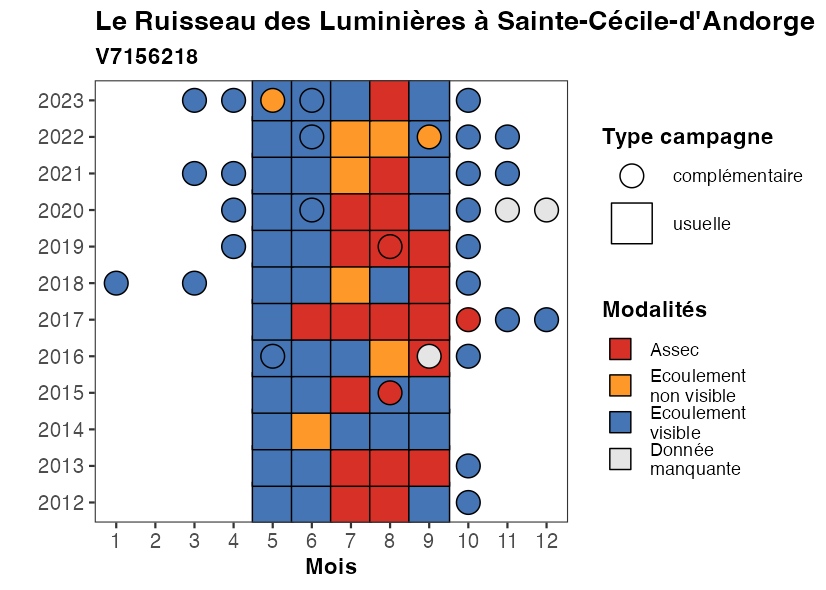 Le Ruisseau des Luminières à Sainte-Cécile-d'Andorge
V7156218
2023
2022
2021
2020
2019
2018
2017
2016
2015
2014
2013
2012
1 2 3 4 5 6 7 8 9 10 11 12
Mois
Type campagne
complémentaire
usuelle
Modalités
Assec
Ecoulement
non visible
Ecoulement
visible
Donnée
manquante